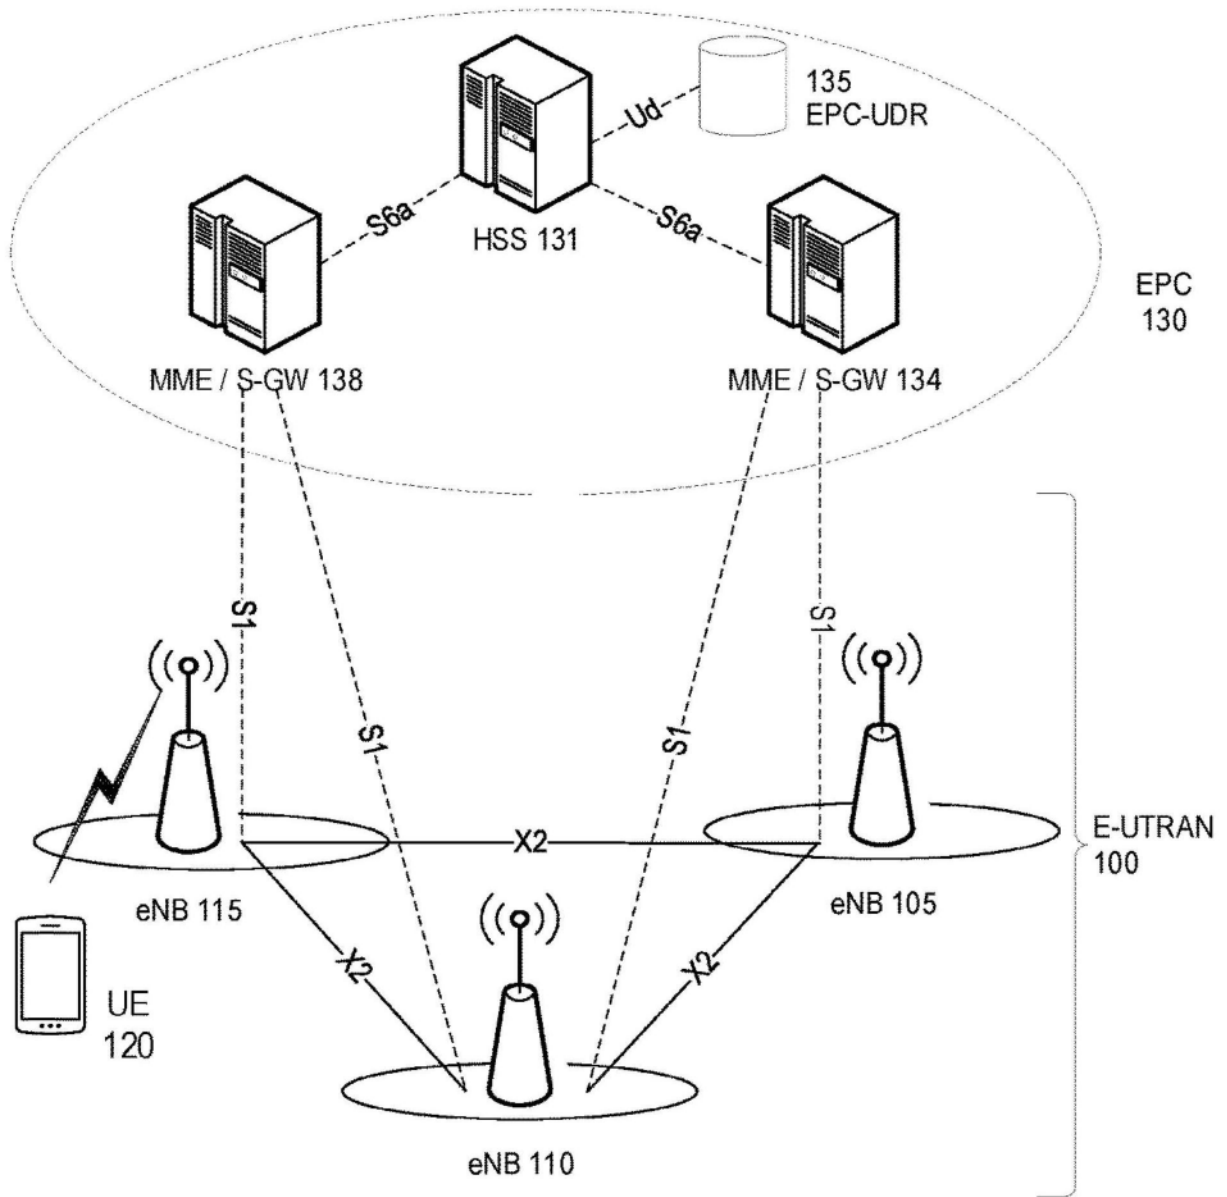 135
EPC-UDR
Ud
HSS 131
S6a
S6a
EPC
130
MME / S-GW 138
MME / S-GW 134
S1
S1
S1
S1
X2
E-UTRAN
100
eNB 115
eNB 105
X2
X2
UE
120
eNB 110